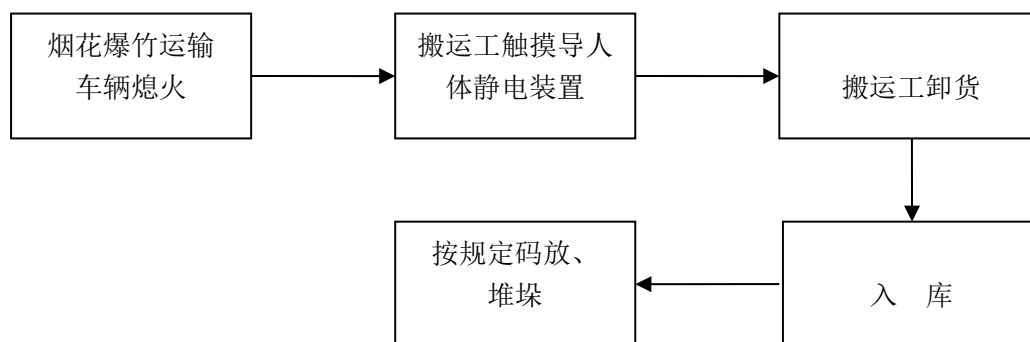 烟花爆竹运输
车辆熄火
搬运工触摸导人
体静电装置
搬运工卸货
入　库
按规定码放、
堆垛